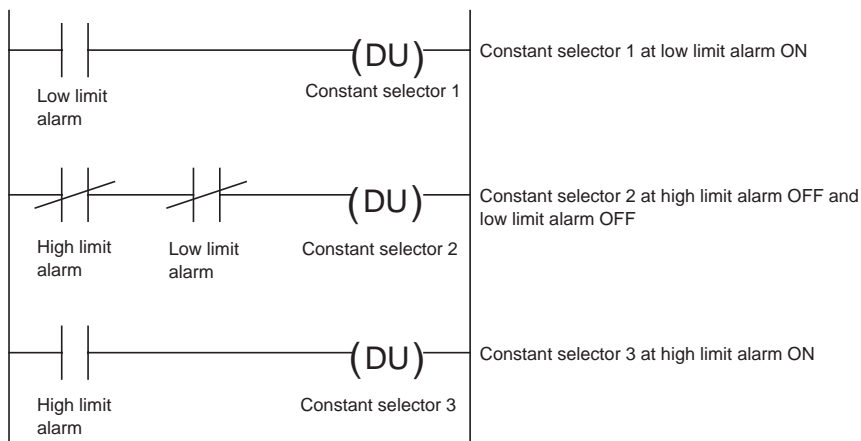 (DU)
Constant selector 1 at low limit alarm ON
Low limit
alarm
Constant selector 1
(DU)
Constant selector 2 at high limit alarm OFF and
low limit alarm OFF
High limit
alarm
Low limit
alarm
Constant selector 2
(DU)
Constant selector 3 at high limit alarm ON
High limit
alarm
Constant selector 3